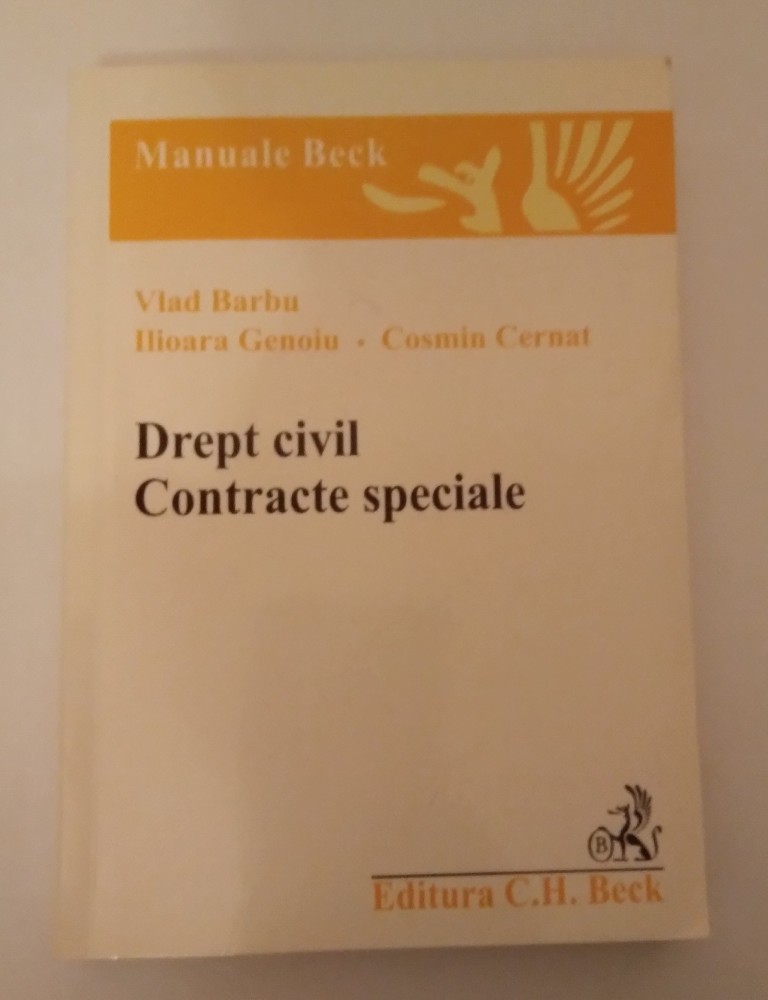 Manuale Beck
Vlad Barbu
Ilioara Genoiu • Cosmin Cernat
Drept civil
Contracte speciale
B
Editura C.H. Beck